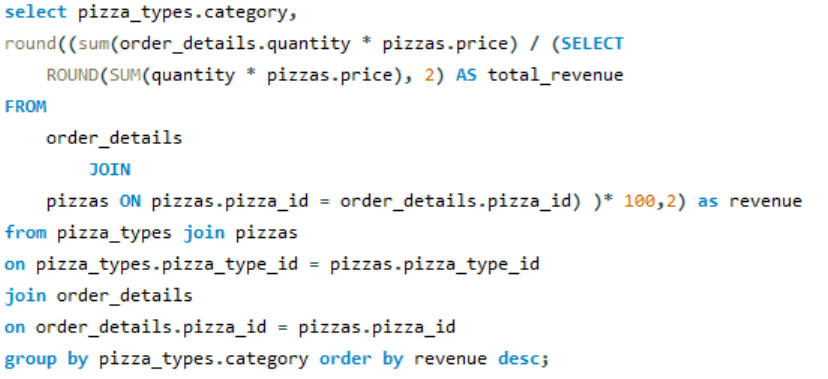 select pizza_types.category,
round((sum(order_details.quantity * pizzas.price) / (SELECT
ROUND(SUM(quantity * pizzas.price), 2) AS total_revenue
FROM
order_details
JOIN
pizzas ON pizzas.pizza_id = order_details.pizza_id) )* 100,2) as revenue
from pizza_types join pizzas
on pizza_types.pizza_type_id = pizzas.pizza_type_id
join order_details
on order_details.pizza_id = pizzas.pizza_id
group by pizza_types.category order by revenue desc;